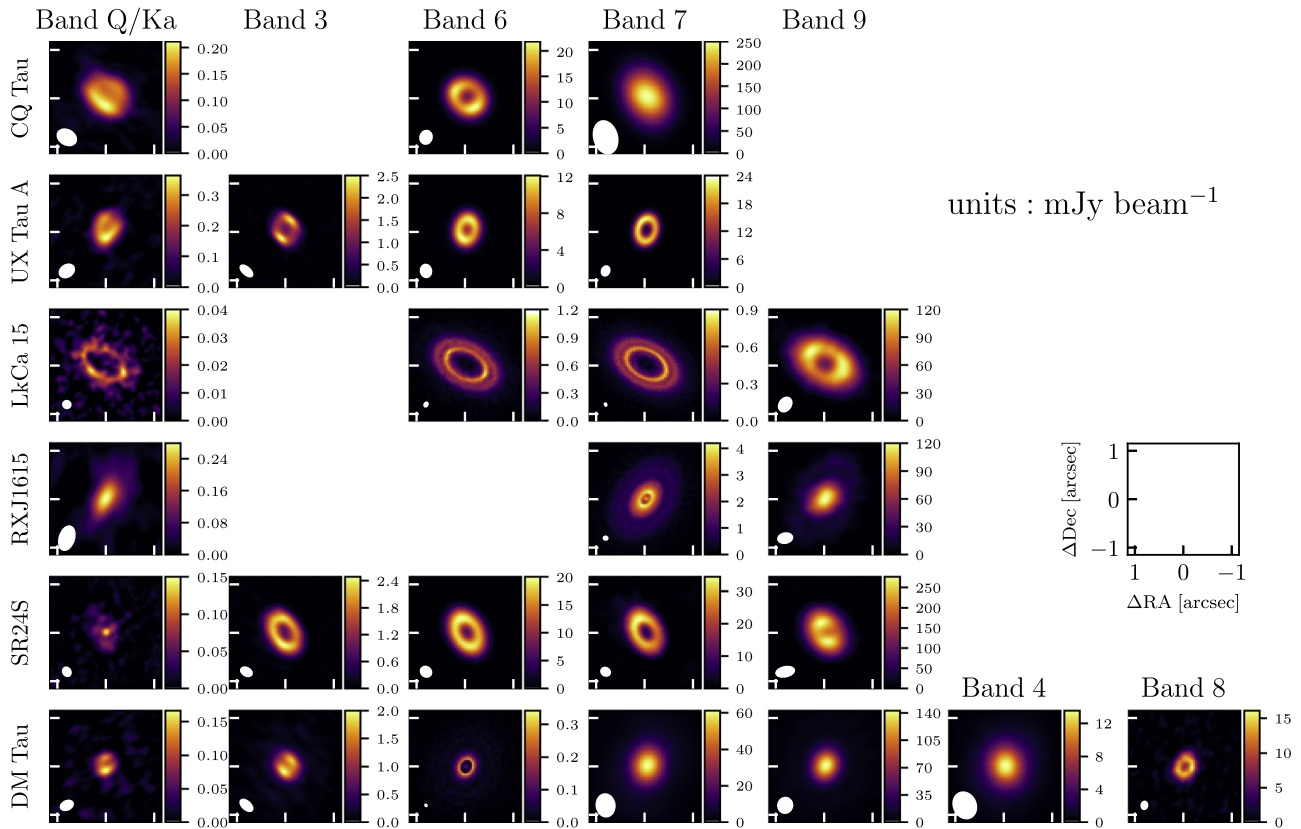 Band Q/Ka Band 3 Band 6 Band 7 Band 9
CQ Tau
0.20 0.15 0.10 0.05 0.00
20 15 10 5 0
250 200 150 100 50 0
UX Tau A
0.3 0.2 0.1 0.0
2.5 2.0 1.5 1.0 0.5 0.0
12 8 4 0
24 18 12 6 0
units : mJy beam⁻¹
LkCa 15
0.04 0.03 0.02 0.01 0.00
1.2 0.9 0.6 0.3 0.0
0.9 0.6 0.3 0.0
120 90 60 30 0
RXJ1615
0.24 0.16 0.08 0.00
4 3 2 1 0
120 90 60 30 0
ΔDec [arcsec]
1
0
−1
1 0 −1
ΔRA [arcsec]
SR24S
0.15 0.10 0.05 0.00
2.4 1.8 1.2 0.6 0.0
20 15 10 5 0
30 20 10 0
250 200 150 100 50 0
Band 4 Band 8
DM Tau
0.15 0.10 0.05 0.00
2.0 1.5 1.0 0.5 0.0
0.3 0.2 0.1 0.0
60 40 20 0
140 105 70 35 0
12 8 4 0
15 10 5 0